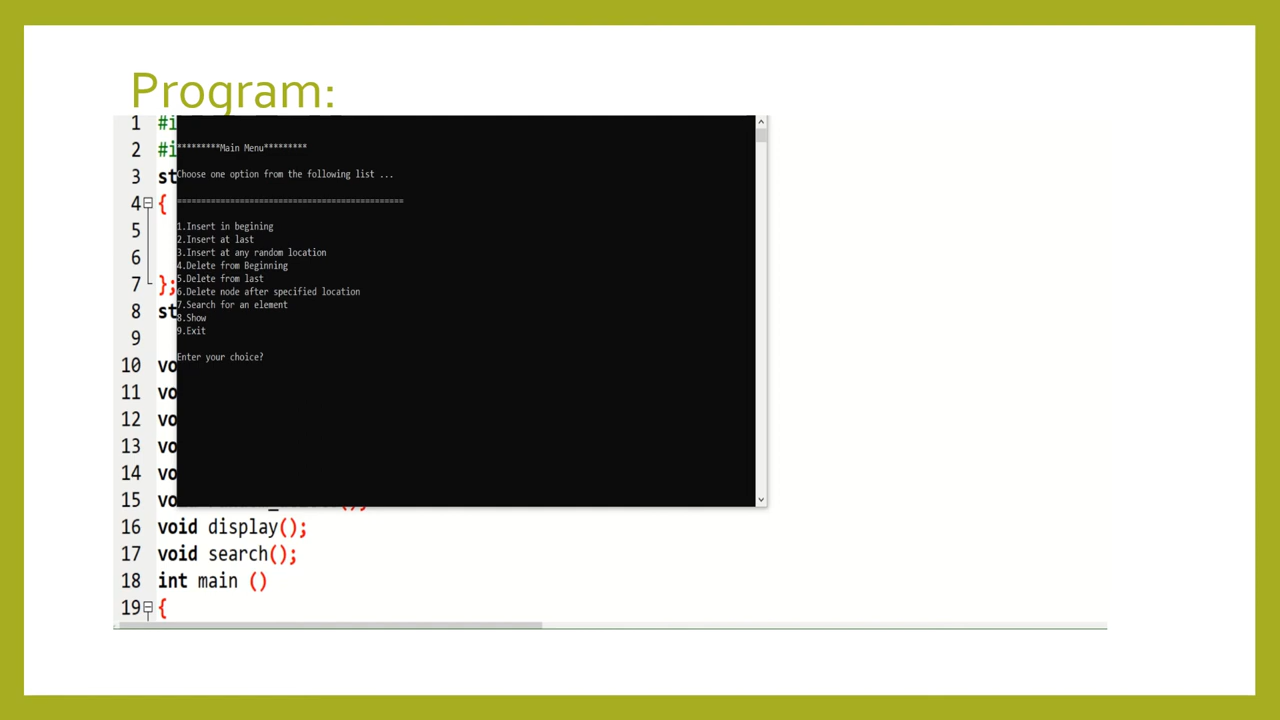 Program:
1 #i
2 #i
3 st
4 {
5
6
7 };
8 st
9
10 vo
11 vo
12 vo
13 vo
14 vo
15 vo
16 void display();
17 void search();
18 int main ()
19 {
*********Main Menu*********
Choose one option from the following list ...
===============================================
1.Insert in begining
2.Insert at last
3.Insert at any random location
4.Delete from Beginning
5.Delete from last
6.Delete node after specified location
7.Search for an element
8.Show
9.Exit
Enter your choice?